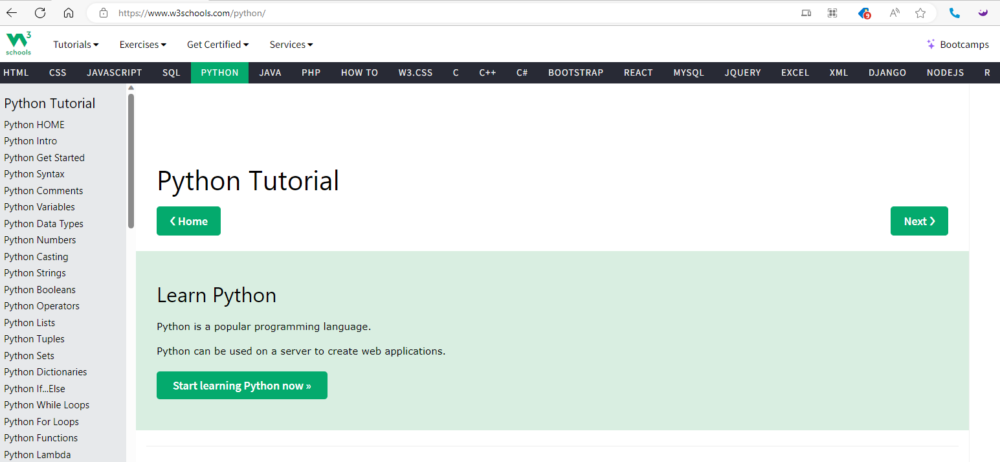 https://www.w3schools.com/python/
9
W3 schools
Tutorials Exercises Get Certified Services Bootcamps
HTML CSS JAVASCRIPT SQL PYTHON JAVA PHP HOW TO W3.CSS C C++ C# BOOTSTRAP REACT MYSQL JQUERY EXCEL XML DJANGO NODEJS R
Python Tutorial
Python HOME
Python Intro
Python Get Started
Python Syntax
Python Comments
Python Variables
Python Data Types
Python Numbers
Python Casting
Python Strings
Python Booleans
Python Operators
Python Lists
Python Tuples
Python Sets
Python Dictionaries
Python If...Else
Python While Loops
Python For Loops
Python Functions
Python Lambda
Python Tutorial
❮ Home Next ❯
Learn Python
Python is a popular programming language.
Python can be used on a server to create web applications.
Start learning Python now »